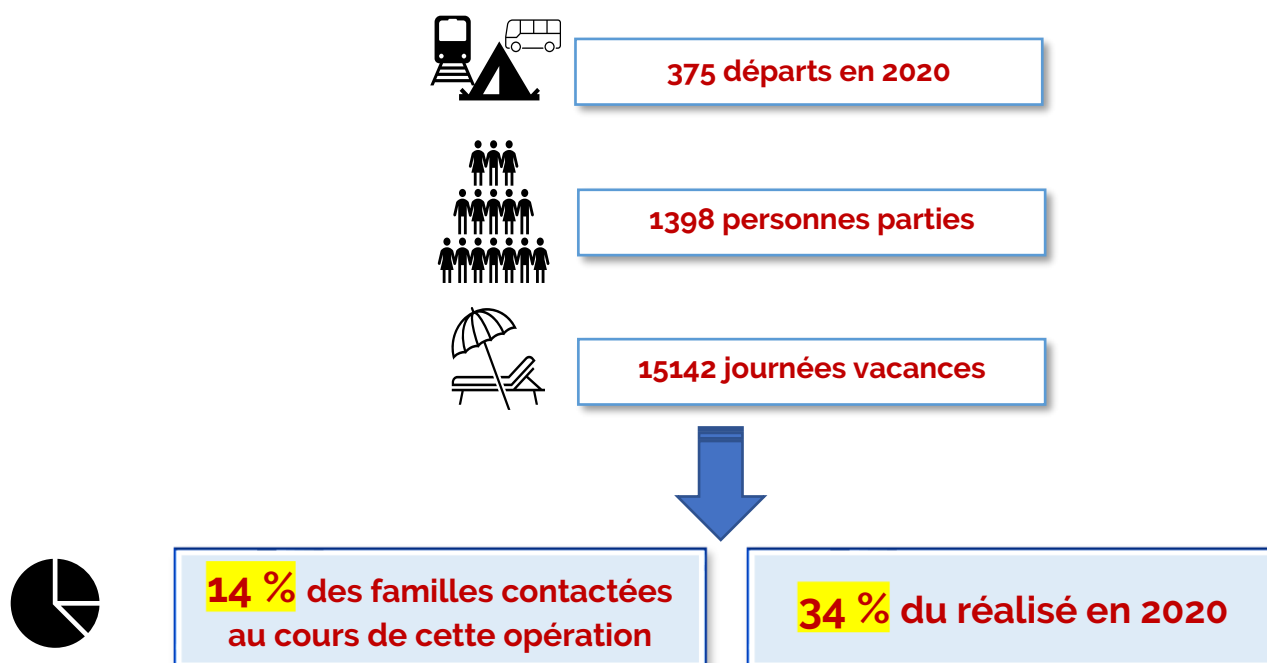 375 départs en 2020
1398 personnes parties
15142 journées vacances
14 % des familles contactées
au cours de cette opération
34 % du réalisé en 2020